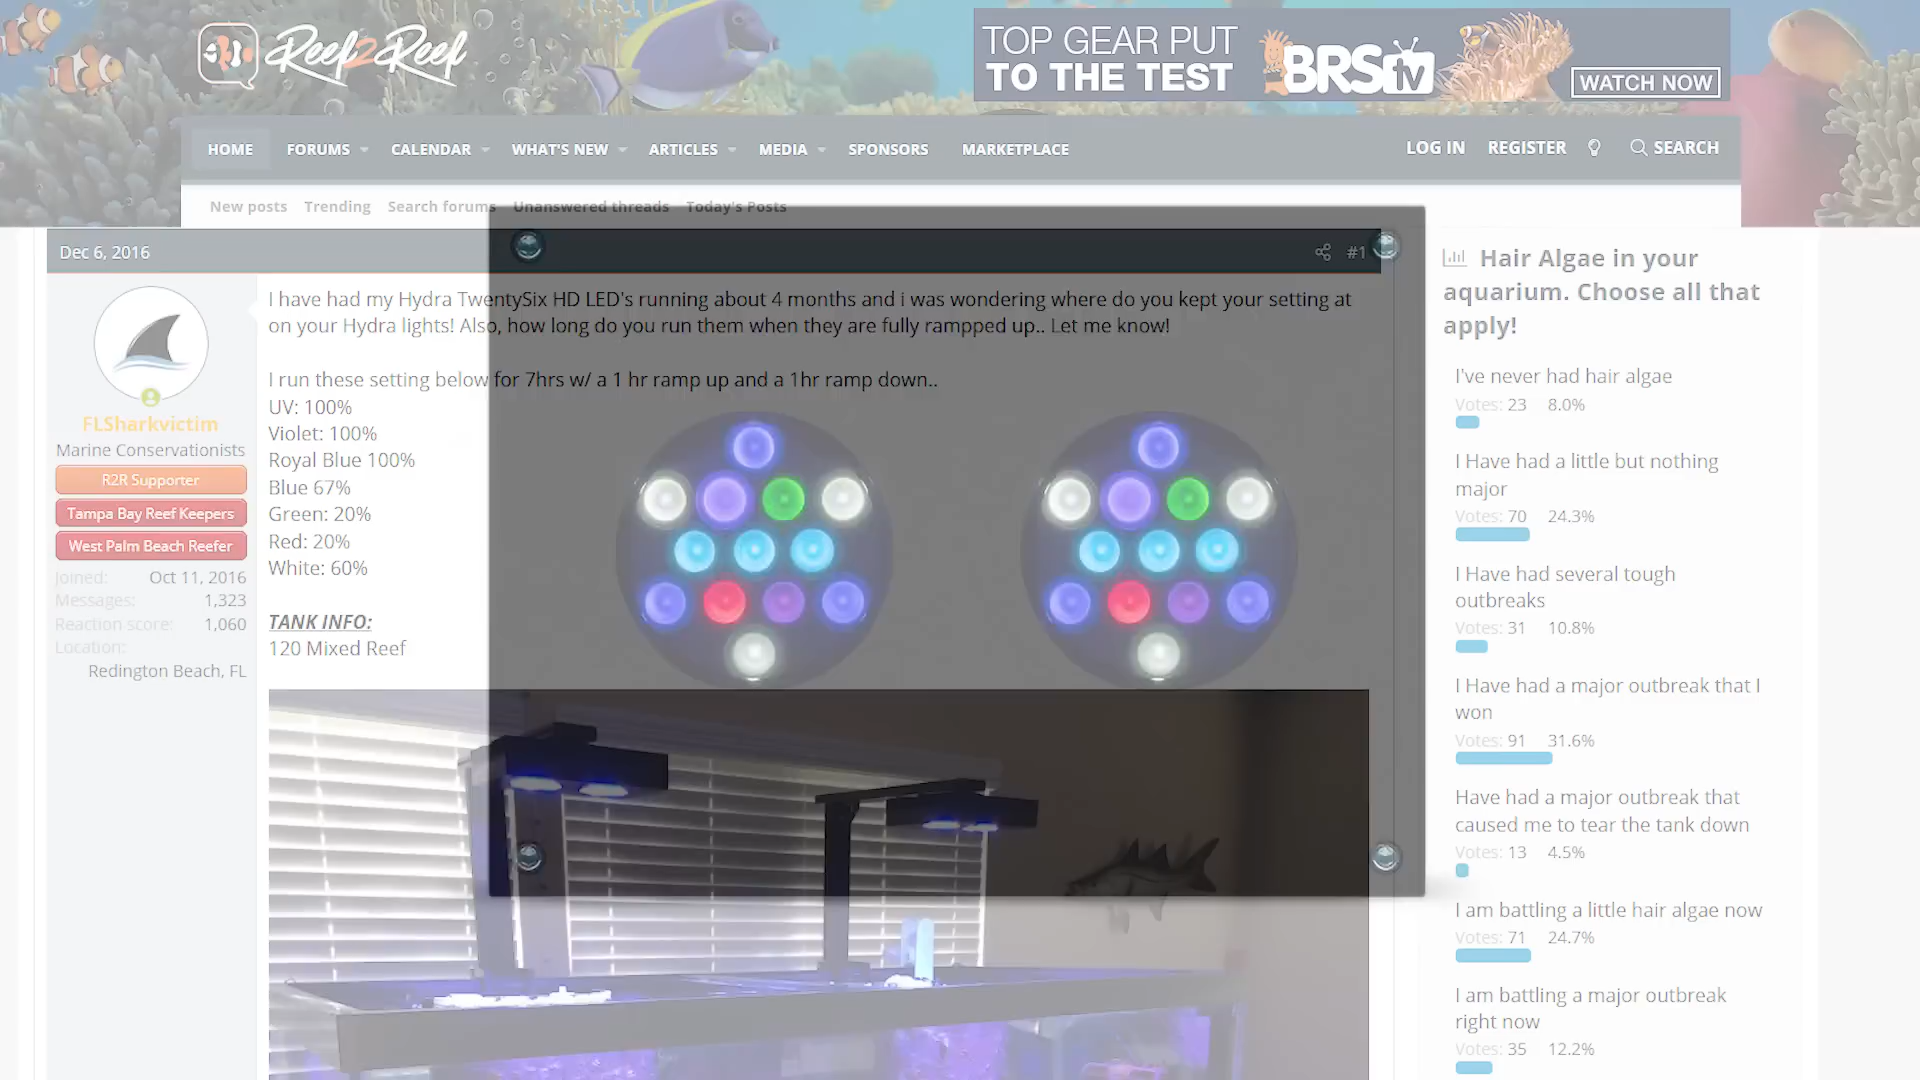 Reef2Reef
TOP GEAR PUT
TO THE TEST
BRStv
WATCH NOW
HOME FORUMS CALENDAR WHAT'S NEW ARTICLES MEDIA SPONSORS MARKETPLACE LOG IN REGISTER SEARCH
New posts Trending Search forums Unanswered threads Today's Posts
Dec 6, 2016
#1
FLSharkvictim
Marine Conservationists
R2R Supporter
Tampa Bay Reef Keepers
West Palm Beach Reefer
Joined: Oct 11, 2016
Messages: 1,323
Reaction score: 1,060
Location:
Redington Beach, FL
I have had my Hydra TwentySix HD LED's running about 4 months and i was wondering where do you kept your setting at
on your Hydra lights! Also, how long do you run them when they are fully rampped up.. Let me know!
I run these setting below for 7hrs w/ a 1 hr ramp up and a 1hr ramp down..
UV: 100%
Violet: 100%
Royal Blue 100%
Blue 67%
Green: 20%
Red: 20%
White: 60%
TANK INFO:
120 Mixed Reef
Hair Algae in your
aquarium. Choose all that
apply!
I've never had hair algae
Votes: 23 8.0%
I Have had a little but nothing
major
Votes: 70 24.3%
I Have had several tough
outbreaks
Votes: 31 10.8%
I Have had a major outbreak that I
won
Votes: 91 31.6%
Have had a major outbreak that
caused me to tear the tank down
Votes: 13 4.5%
I am battling a little hair algae now
Votes: 71 24.7%
I am battling a major outbreak
right now
Votes: 35 12.2%